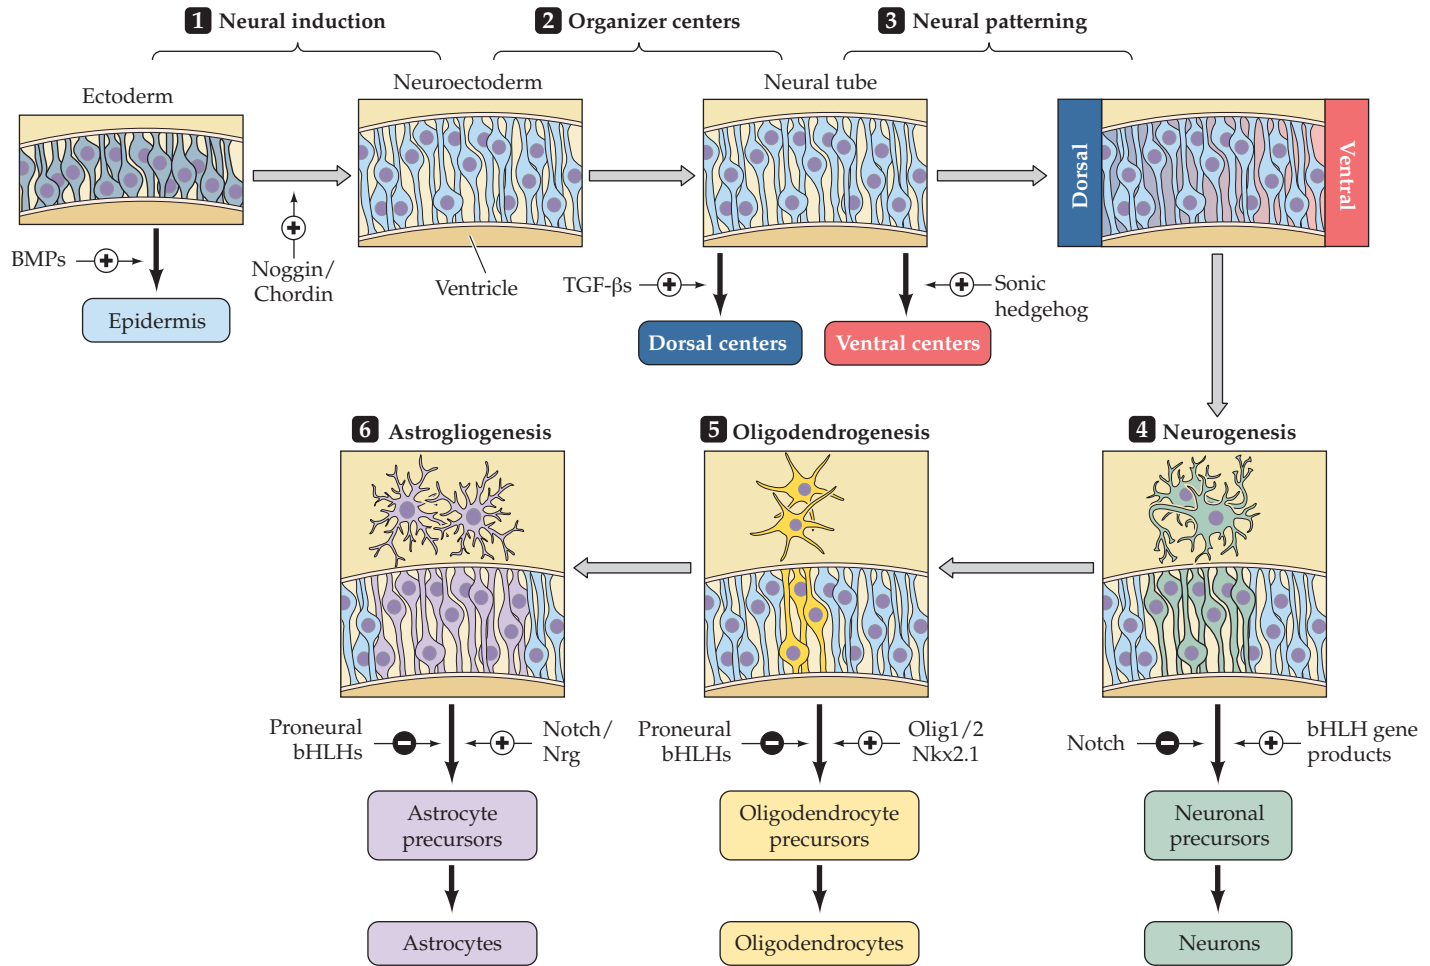 1 Neural induction
2 Organizer centers
3 Neural patterning
Ectoderm
Neuroectoderm
Neural tube
Dorsal
Ventral
BMPs
+
Epidermis
+
Noggin/
Chordin
Ventricle
TGF-βs
+
Dorsal centers
+
Sonic
hedgehog
Ventral centers
6 Astrogliogenesis
5 Oligodendrogenesis
4 Neurogenesis
Proneural
bHLHs
−
+
Notch/
Nrg
Astrocyte
precursors
Astrocytes
Proneural
bHLHs
−
+
Olig1/2
Nkx2.1
Oligodendrocyte
precursors
Oligodendrocytes
Notch
−
+
bHLH gene
products
Neuronal
precursors
Neurons